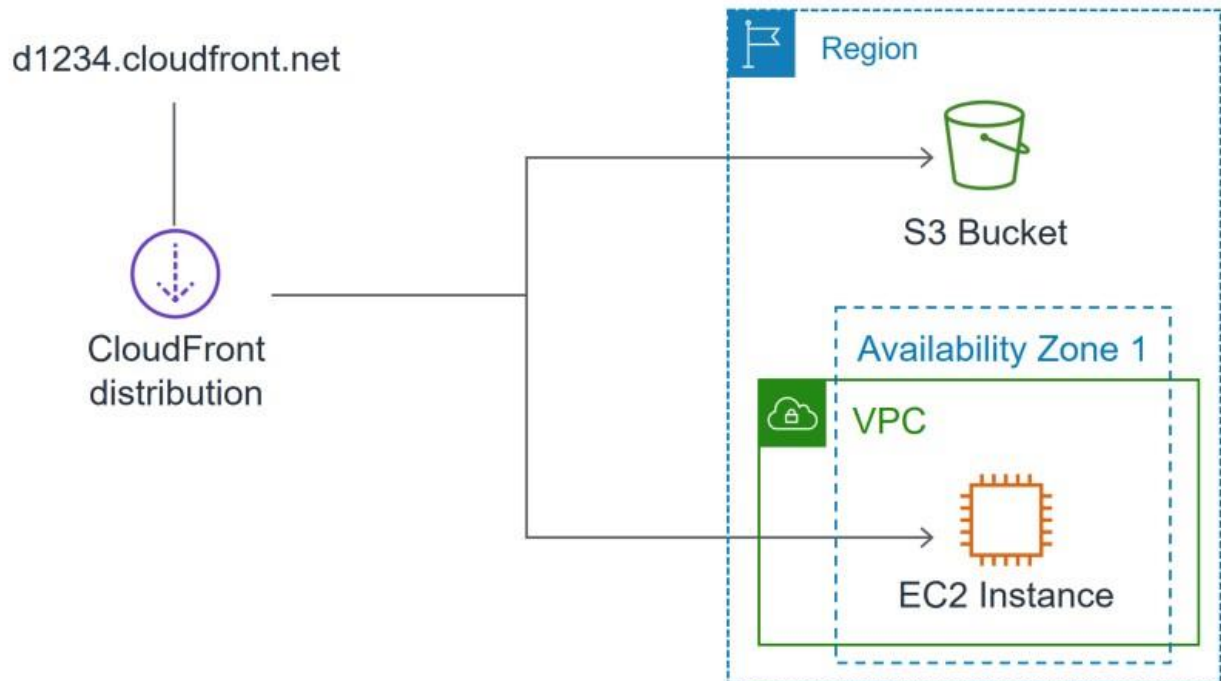 d1234.cloudfront.net
Region
S3 Bucket
CloudFront
distribution
Availability Zone 1
VPC
EC2 Instance